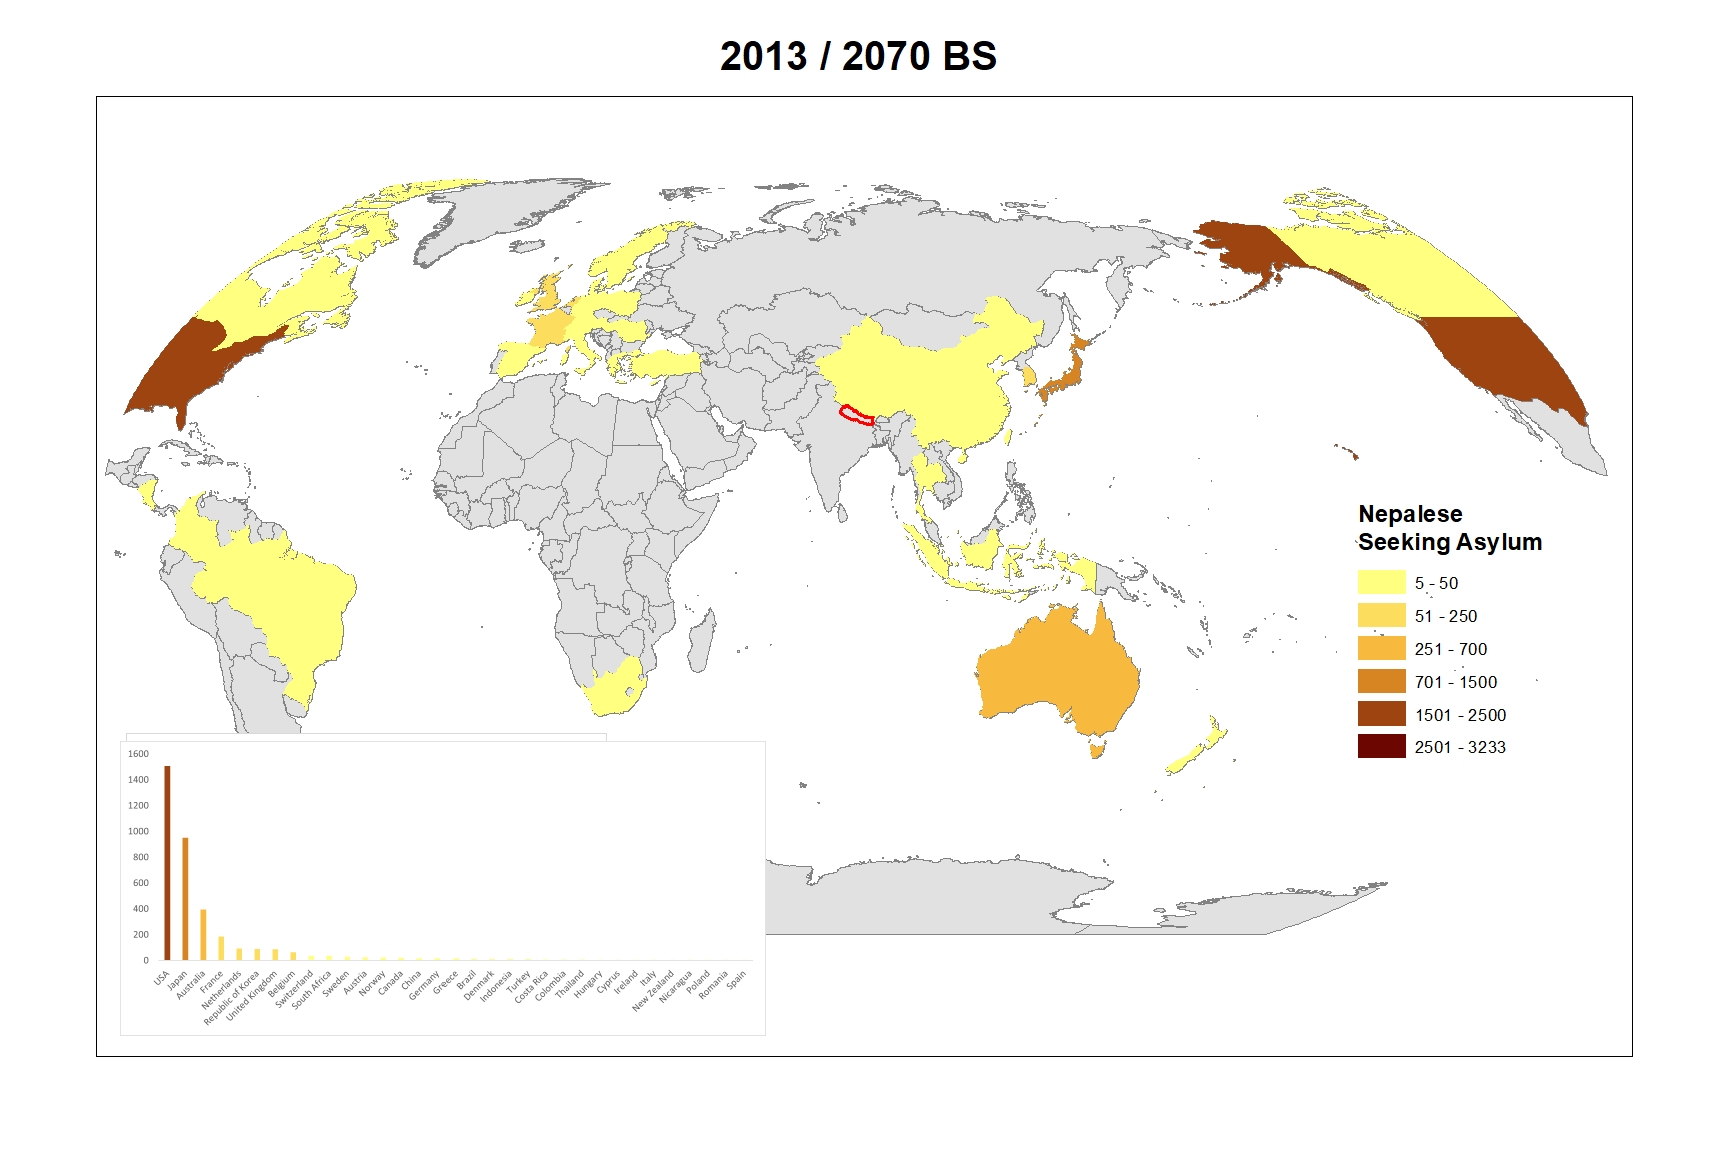 2013 / 2070 BS
Nepalese
Seeking Asylum
5 - 50
51 - 250
251 - 700
701 - 1500
1501 - 2500
2501 - 3233
1600
1400
1200
1000
800
600
400
200
0
USA
Japan
Australia
France
Netherlands
Republic of Korea
United Kingdom
Belgium
Switzerland
South Africa
Sweden
Austria
Norway
Canada
China
Germany
Greece
Brazil
Denmark
Indonesia
Turkey
Costa Rica
Colombia
Thailand
Hungary
Cyprus
Ireland
Italy
New Zealand
Nicaragua
Poland
Romania
Spain